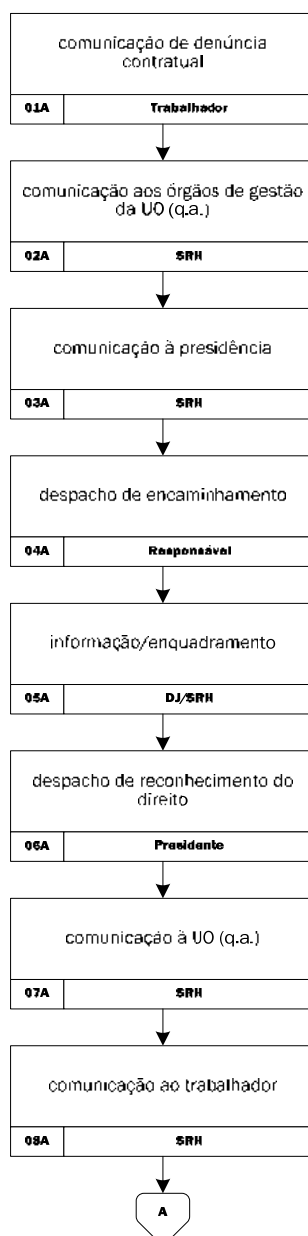 comunicação de denúncia
contratual
01A Trabalhador
comunicação aos órgãos de gestão
da UO (q.a.)
02A SRH
comunicação à presidência
03A SRH
despacho de encaminhamento
04A Responsável
informação/enquadramento
05A DJ/SRH
despacho de reconhecimento do
direito
06A Presidente
comunicação à UO (q.a.)
07A SRH
comunicação ao trabalhador
08A SRH
A